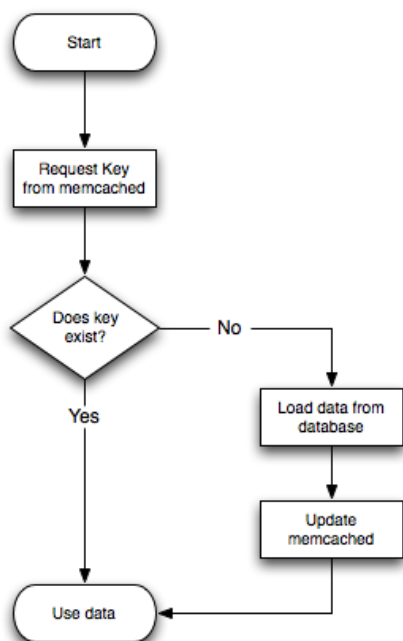 Start
Request Key
from memcached
Does key
exist?
No
Yes
Load data from
database
Update
memcached
Use data